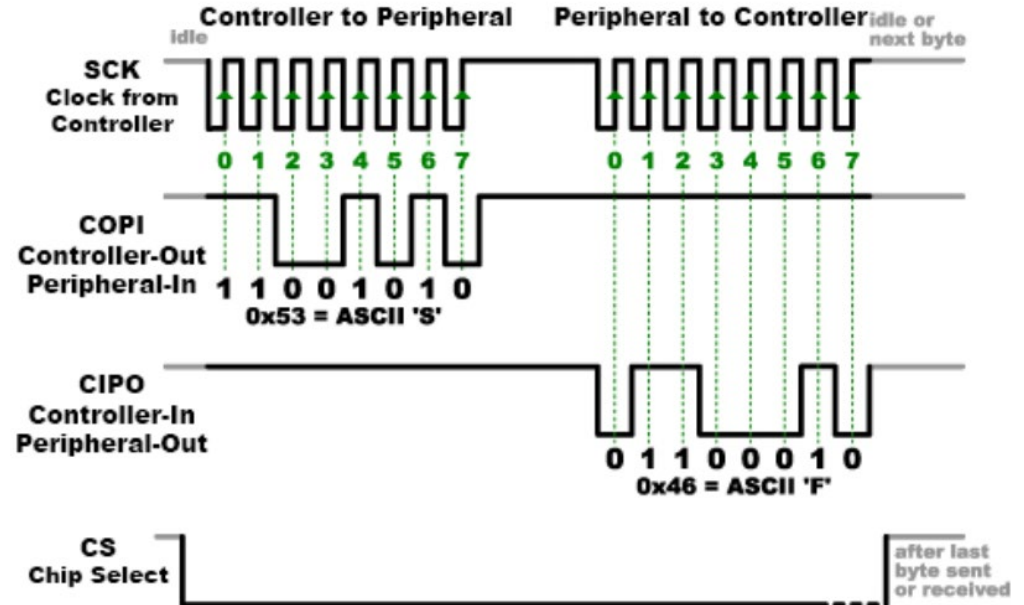 Controller to Peripheral
Peripheral to Controller
idle
idle or
next byte
SCK
Clock from
Controller
0 1 2 3 4 5 6 7
0 1 2 3 4 5 6 7
COPI
Controller-Out
Peripheral-In
1 1 0 0 1 0 1 0
0x53 = ASCII 'S'
CIPO
Controller-In
Peripheral-Out
0 1 1 0 0 0 1 0
0x46 = ASCII 'F'
CS
Chip Select
after last
byte sent
or received